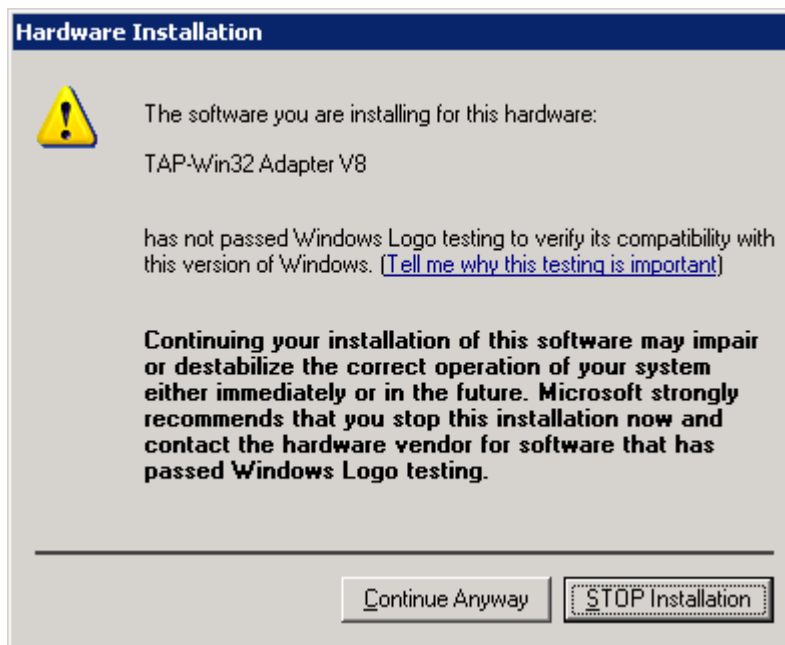 Hardware Installation
The software you are installing for this hardware:
TAP-Win32 Adapter V8
has not passed Windows Logo testing to verify its compatibility with
this version of Windows. (Tell me why this testing is important)
Continuing your installation of this software may impair
or destabilize the correct operation of your system
either immediately or in the future. Microsoft strongly
recommends that you stop this installation now and
contact the hardware vendor for software that has
passed Windows Logo testing.
Continue Anyway
STOP Installation